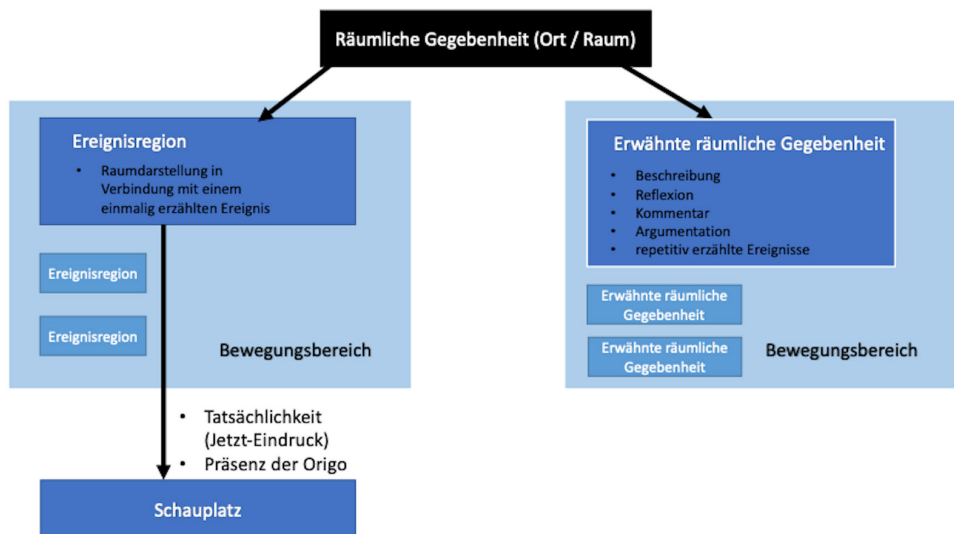 Räumliche Gegebenheit (Ort / Raum)
Ereignisregion
• Raumdarstellung in
Verbindung mit einem
einmalig erzählten Ereignis
Ereignisregion
Ereignisregion
Bewegungsbereich
• Tatsächlichkeit
(Jetzt-Eindruck)
• Präsenz der Origo
Schauplatz
Erwähnte räumliche Gegebenheit
• Beschreibung
• Reflexion
• Kommentar
• Argumentation
• repetitiv erzählte Ereignisse
Erwähnte räumliche
Gegebenheit
Erwähnte räumliche
Gegebenheit
Bewegungsbereich